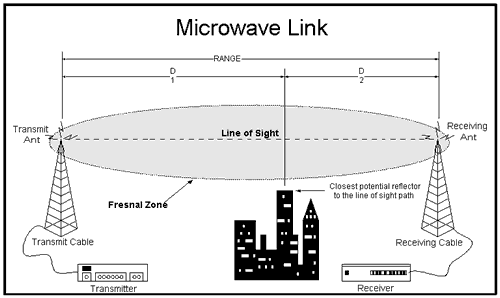 Microwave Link
RANGE
D
1
D
2
Transmit
Ant
Line of Sight
Receiving
Ant
Fresnal Zone
Closest potential reflector
to the line of sight path
Transmit Cable
Receiving Cable
Transmitter
Receiver